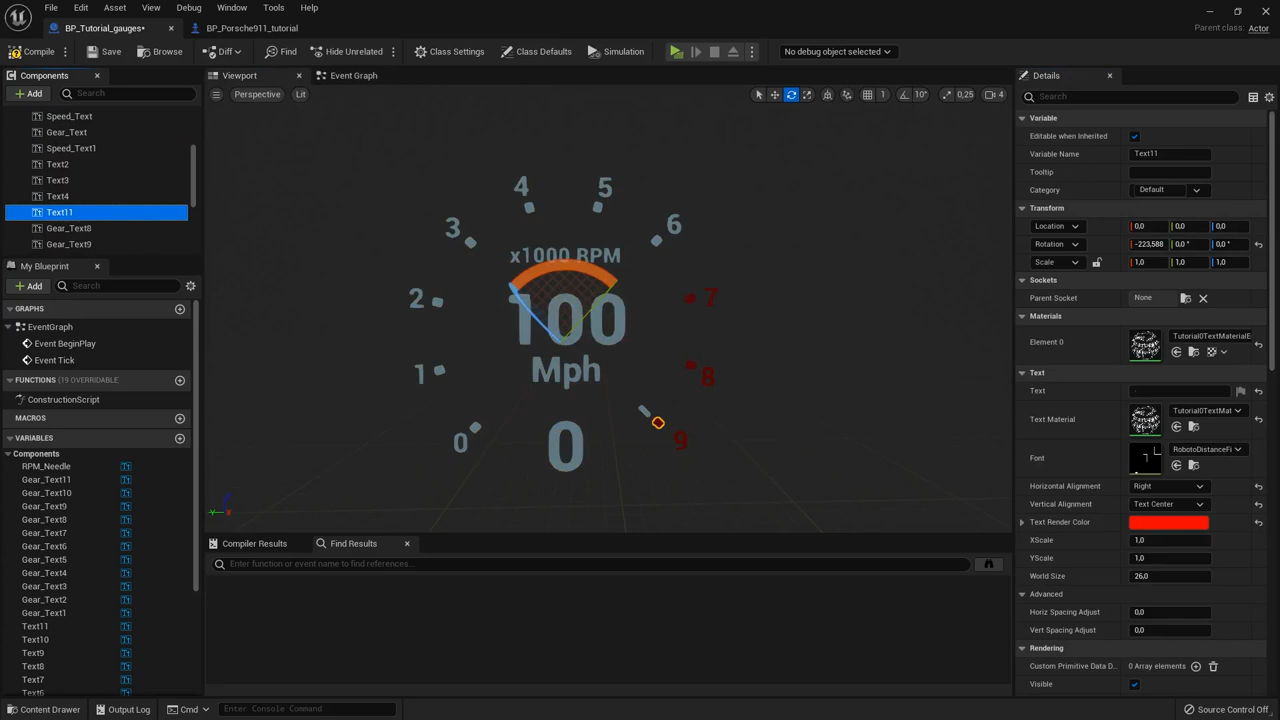 File Edit Asset View Debug Window Tools Help
BP_Tutorial_gauges•
BP_Porsche911_tutorial
Parent class: Actor
Compile Save Browse Diff Find Hide Unrelated Class Settings Class Defaults Simulation No debug object selected
Components
Add
Search
Speed_Text
Gear_Text
Speed_Text1
Text2
Text3
Text4
Text11
Gear_Text8
Gear_Text9
My Blueprint
Add
Search
GRAPHS
EventGraph
Event BeginPlay
Event Tick
FUNCTIONS (19 OVERRIDABLE)
ConstructionScript
MACROS
VARIABLES
Components
RPM_Needle
Gear_Text11
Gear_Text10
Gear_Text9
Gear_Text8
Gear_Text7
Gear_Text6
Gear_Text5
Gear_Text4
Gear_Text3
Gear_Text2
Gear_Text1
Text11
Text10
Text9
Text8
Text7
Text6
Viewport
Event Graph
Perspective Lit
1 10° 0,25 4
4 5
3 6
x1000 RPM
2 100 7
Mph
1 8
0 0 9
Compiler Results
Find Results
Enter function or event name to find references...
Details
Search
Variable
Editable when Inherited
Variable Name Text11
Tooltip
Category Default
Transform
Location 0,0 0,0 0,0
Rotation -223,588 0,0 ° 0,0 °
Scale 1,0 1,0 1,0
Sockets
Parent Socket None
Materials
Element 0 Tutorial0TextMaterialE
Text
Text -
Text Material Tutorial0TextMat
Font RobotoDistanceFi
Horizontal Alignment Right
Vertical Alignment Text Center
Text Render Color
XScale 1,0
YScale 1,0
World Size 26,0
Advanced
Horiz Spacing Adjust 0,0
Vert Spacing Adjust 0,0
Rendering
Custom Primitive Data D... 0 Array elements
Visible
Content Drawer Output Log Cmd Enter Console Command
Source Control Off